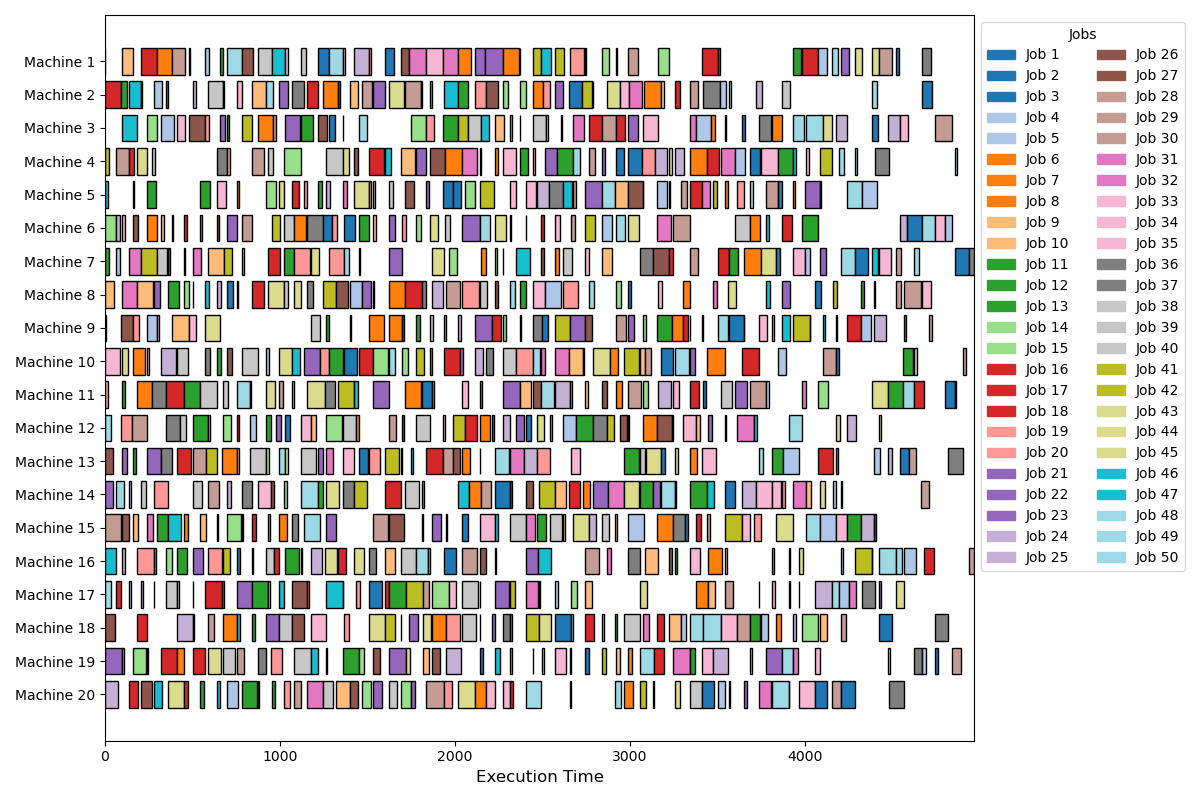 Machine 1
Machine 2
Machine 3
Machine 4
Machine 5
Machine 6
Machine 7
Machine 8
Machine 9
Machine 10
Machine 11
Machine 12
Machine 13
Machine 14
Machine 15
Machine 16
Machine 17
Machine 18
Machine 19
Machine 20
0 1000 2000 3000 4000
Execution Time
Jobs
Job 1 Job 26
Job 2 Job 27
Job 3 Job 28
Job 4 Job 29
Job 5 Job 30
Job 6 Job 31
Job 7 Job 32
Job 8 Job 33
Job 9 Job 34
Job 10 Job 35
Job 11 Job 36
Job 12 Job 37
Job 13 Job 38
Job 14 Job 39
Job 15 Job 40
Job 16 Job 41
Job 17 Job 42
Job 18 Job 43
Job 19 Job 44
Job 20 Job 45
Job 21 Job 46
Job 22 Job 47
Job 23 Job 48
Job 24 Job 49
Job 25 Job 50